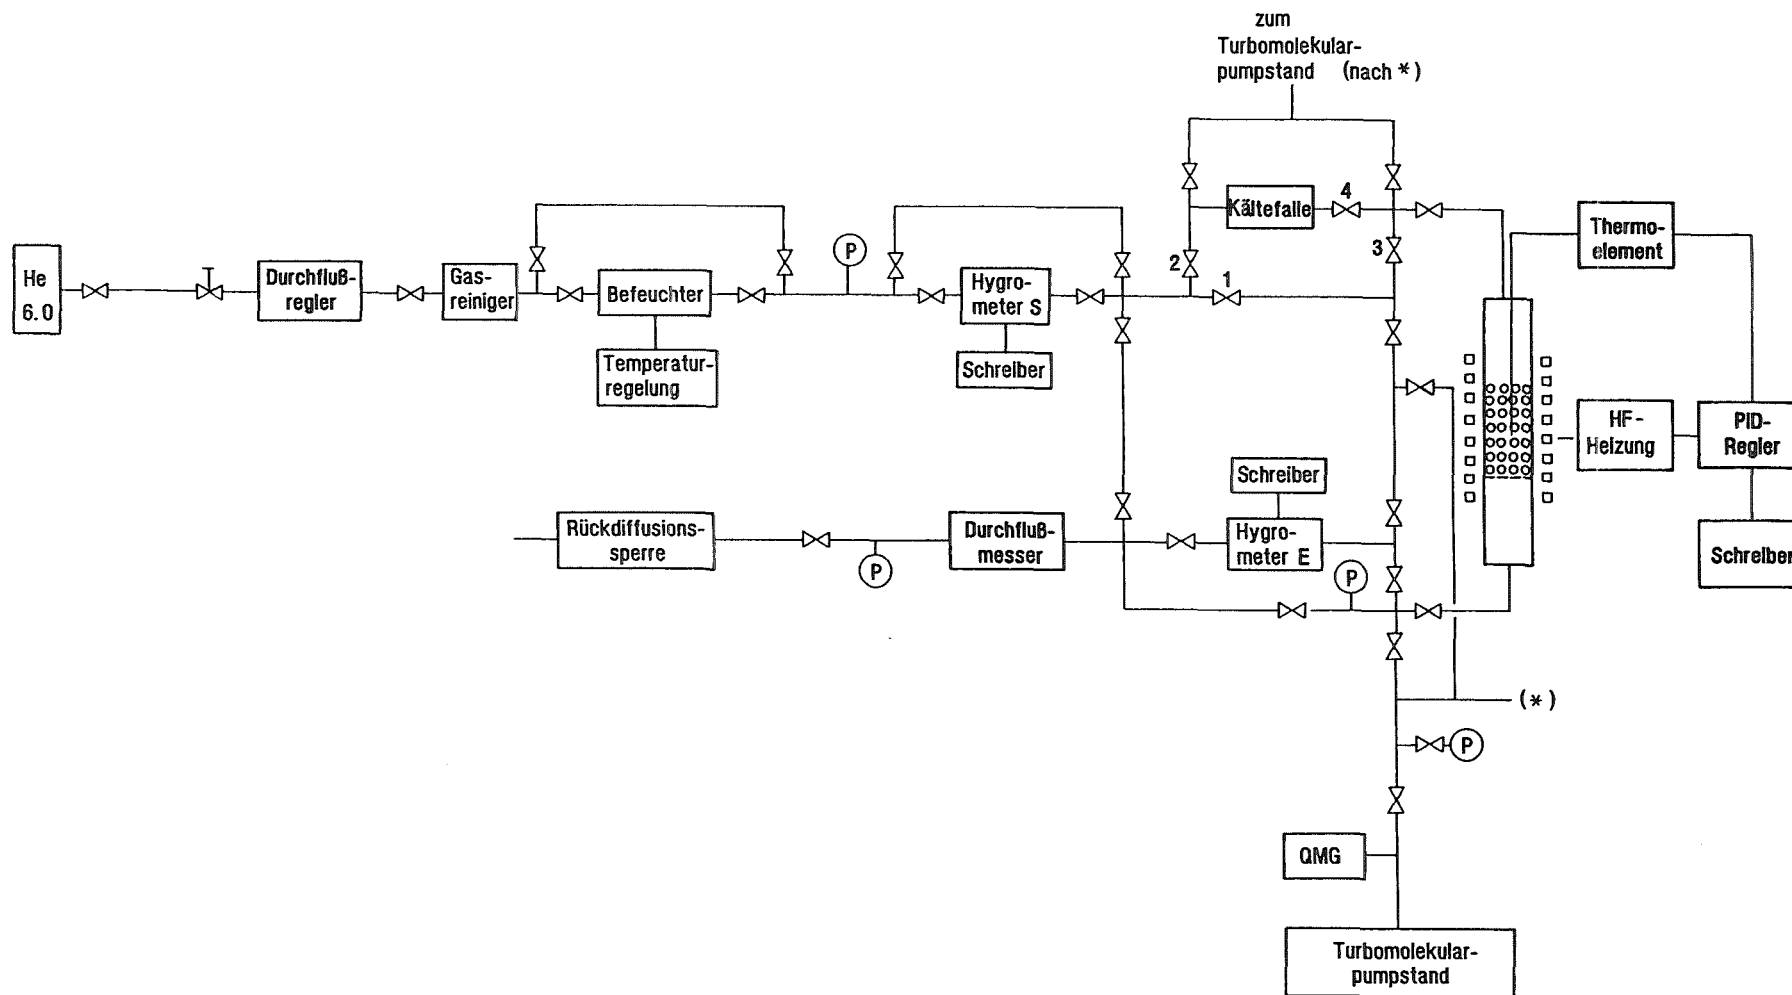 zum
Turbomolekular-
pumpstand (nach *)
4
Kältefalle
3
2
1
Thermo-
element
He
6.0
Durchfluß-
regler
Gas-
reiniger
Befeuchter
Temperatur-
regelung
P
Hygro-
meter S
Schreiber
HF-
Heizung
PID-
Regler
Schreiber
Schreiber
Rückdiffusions-
sperre
P
Durchfluß-
messer
Hygro-
meter E
P
(*)
P
QMG
Turbomolekular-
pumpstand